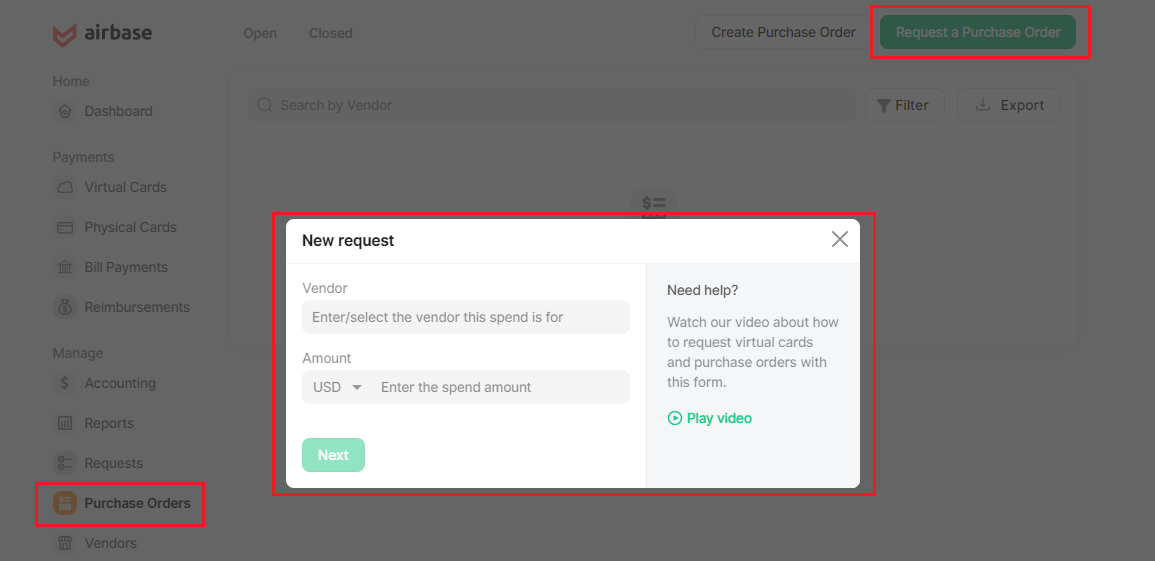 airbase
Open
Closed
Create Purchase Order
Request a Purchase Order
Home
Dashboard
Search by Vendor
Filter
Export
Payments
Virtual Cards
Physical Cards
Bill Payments
Reimbursements
Manage
$ Accounting
Reports
Requests
Purchase Orders
Vendors
$
New request
Vendor
Enter/select the vendor this spend is for
Amount
USD
Enter the spend amount
Next
Need help?
Watch our video about how
to request virtual cards
and purchase orders with
this form.
Play video